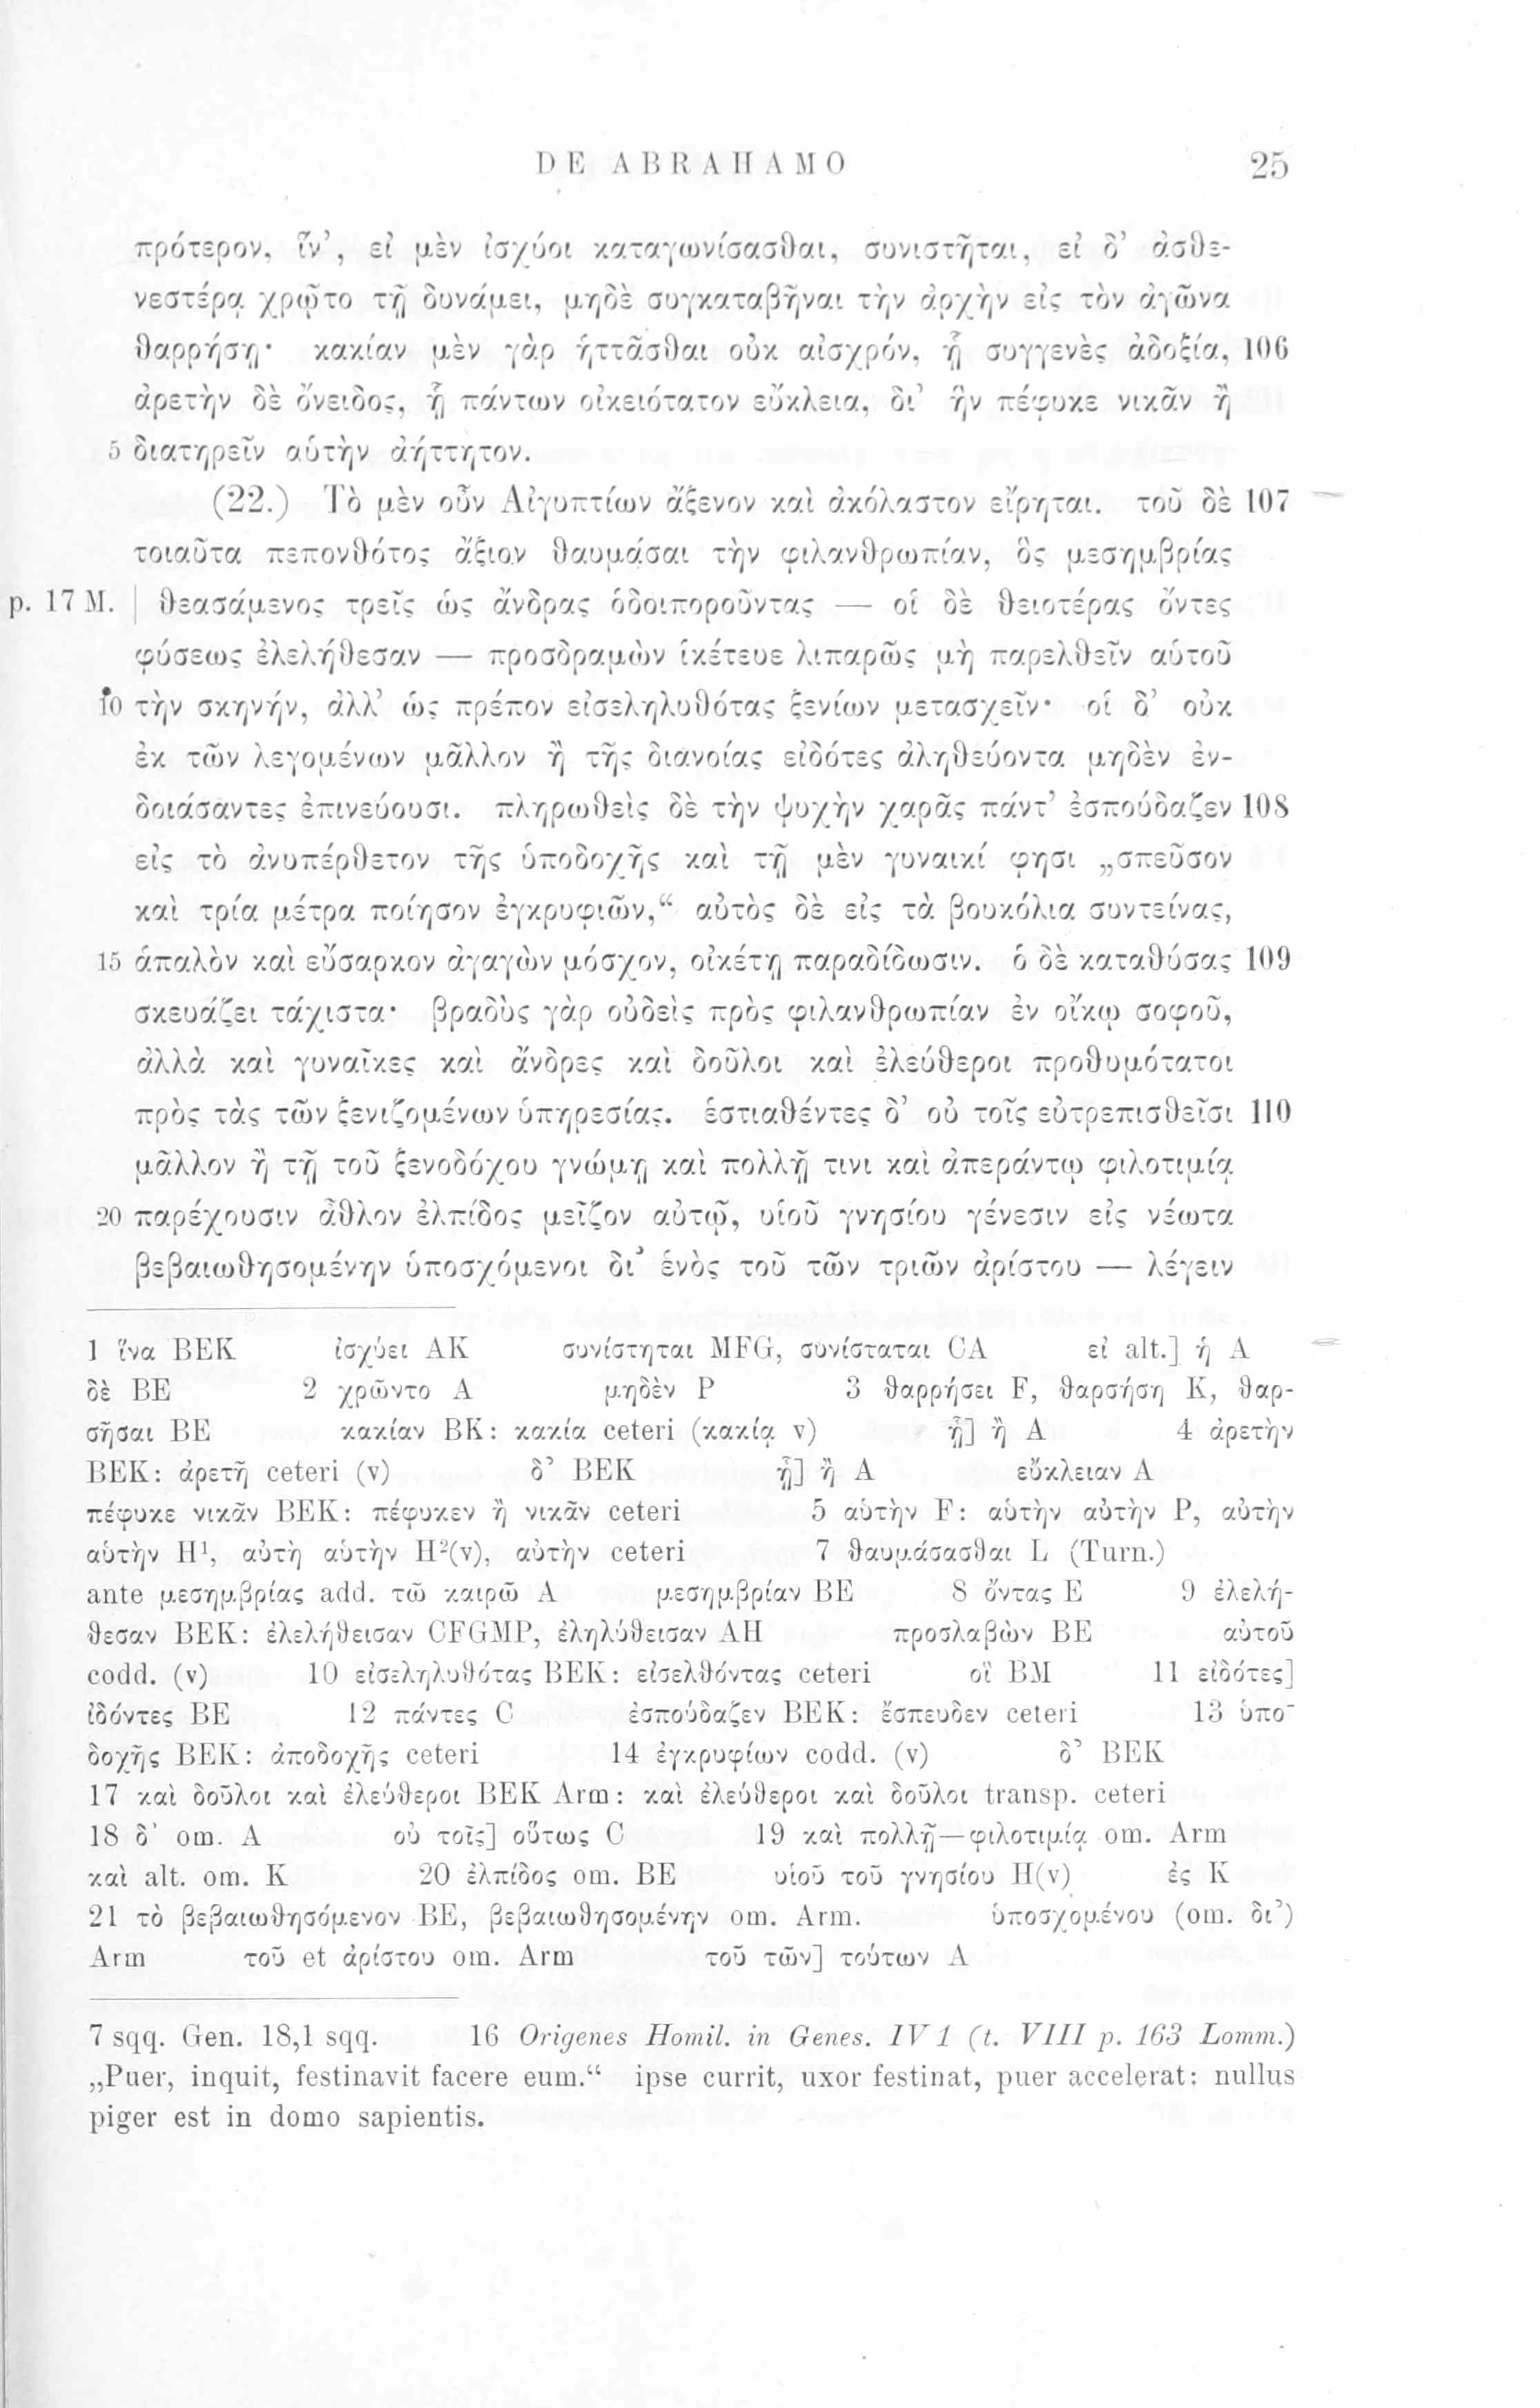 DE ABRAHAMO 25
πρότερον, ἵν’, εἰ μὲν ἰσχύοι καταγωνίσασθαι, συνιστῆται, εἰ δ’ ἀσθε-
νεστέρᾳ χρῷτο τῇ δυνάμει, μηδὲ συγκαταβῆναι τὴν ἀρχὴν εἰς τὸν ἀγῶνα
θαρρήσῃ· κακίαν μὲν γὰρ ἡττᾶσθαι οὐκ αἰσχρόν, ᾗ συγγενὲς ἀδοξία, 106
ἀρετὴν δὲ ὄνειδος, ᾗ πάντων οἰκειότατον εὔκλεια, δι’ ἣν πέφυκε νικᾶν ἢ
5 διατηρεῖν αὑτὴν ἀήττητον.
(22.) Τὸ μὲν οὖν Αἰγυπτίων ἄξενον καὶ ἀκόλαστον εἴρηται. τοῦ δὲ 107
τοιαῦτα πεπονθότος ἄξιον θαυμάσαι τὴν φιλανθρωπίαν, ὃς μεσημβρίας
p. 17 M. | θεασάμενος τρεῖς ὡς ἄνδρας ὁδοιποροῦντας — οἱ δὲ θειοτέρας ὄντες
φύσεως ἐλελήθεσαν — προσδραμὼν ἱκέτευε λιπαρῶς μὴ παρελθεῖν αὑτοῦ
10 τὴν σκηνήν, ἀλλ’ ὡς πρέπον εἰσεληλυθότας ξενίων μετασχεῖν· οἱ δ’ οὐκ
ἐκ τῶν λεγομένων μᾶλλον ἢ τῆς διανοίας εἰδότες ἀληθεύοντα μηδὲν ἐν-
δοιάσαντες ἐπινεύουσι. πληρωθεὶς δὲ τὴν ψυχὴν χαρᾶς πάντ’ ἐσπούδαζεν 108
εἰς τὸ ἀνυπέρθετον τῆς ὑποδοχῆς καὶ τῇ μὲν γυναικί φησι „σπεῦσον
καὶ τρία μέτρα ποίησον ἐγκρυφιῶν,“ αὐτὸς δὲ εἰς τὰ βουκόλια συντείνας,
15 ἁπαλὸν καὶ εὔσαρκον ἀγαγὼν μόσχον, οἰκέτῃ παραδίδωσιν. ὁ δὲ καταθύσας 109
σκευάζει τάχιστα· βραδὺς γὰρ οὐδεὶς πρὸς φιλανθρωπίαν ἐν οἴκῳ σοφοῦ,
ἀλλὰ καὶ γυναῖκες καὶ ἄνδρες καὶ δοῦλοι καὶ ἐλεύθεροι προθυμότατοι
πρὸς τὰς τῶν ξενιζομένων ὑπηρεσίας. ἑστιαθέντες δ’ οὐ τοῖς εὐτρεπισθεῖσι 110
μᾶλλον ἢ τῇ τοῦ ξενοδόχου γνώμῃ καὶ πολλῇ τινι καὶ ἀπεράντῳ φιλοτιμίᾳ
20 παρέχουσιν ἆθλον ἐλπίδος μεῖζον αὐτῷ, υἱοῦ γνησίου γένεσιν εἰς νέωτα
βεβαιωθησομένην ὑποσχόμενοι δι’ ἑνὸς τοῦ τῶν τριῶν ἀρίστου — λέγειν
1 ἵνα BEK ἰσχύει AK συνίστηται MFG, συνίσταται CA εἰ alt.] ἡ A
δὲ BE 2 χρῶντο A μηδὲν P 3 θαρρήσει F, θαρσήση K, θαρ-
σῆσαι BE κακίαν BK: κακία ceteri (κακίᾳ v) ᾗ] ἢ A 4 ἀρετὴν
BEK: ἀρετῆ ceteri (v) δ’ BEK ᾗ] ἢ A εὔκλειαν A
πέφυκε νικᾶν BEK: πέφυκεν ἢ νικᾶν ceteri 5 αὑτὴν F: αὑτὴν αὐτὴν P, αὐτὴν
αὑτὴν H¹, αὐτὴ αὑτὴν H²(v), αὐτὴν ceteri 7 θαυμάσασθαι L (Turn.)
ante μεσημβρίας add. τῶ καιρῶ A μεσημβρίαν BE 8 ὄντας E 9 ἐλελή-
θεσαν BEK: ἐλελήθεισαν CFGMP, ἐληλύθεισαν AH προσλαβὼν BE αὐτοῦ
codd. (v) 10 εἰσεληλυθότας BEK: εἰσελθόντας ceteri οἳ BM 11 εἰδότες]
ἰδόντες BE 12 πάντες C ἐσπούδαζεν BEK: ἔσπευδεν ceteri 13 ὑπο-
δοχῆς BEK: ἀποδοχῆς ceteri 14 ἐγκρυφίων codd. (v) δ’ BEK
17 καὶ δοῦλοι καὶ ἐλεύθεροι BEK Arm: καὶ ἐλεύθεροι καὶ δοῦλοι transp. ceteri
18 δ’ om. A οὐ τοῖς] οὕτως C 19 καὶ πολλῇ—φιλοτιμίᾳ om. Arm
καὶ alt. om. K 20 ἐλπίδος om. BE υἱοῦ τοῦ γνησίου H(v) ἐς K
21 τὸ βεβαιωθησόμενον BE, βεβαιωθησομένην om. Arm. ὑποσχομένου (om. δι’)
Arm τοῦ et ἀρίστου om. Arm τοῦ τῶν] τούτων A
7 sqq. Gen. 18,1 sqq. 16 Origenes Homil. in Genes. IV 1 (t. VIII p. 163 Lomm.)
„Puer, inquit, festinavit facere eum.“ ipse currit, uxor festinat, puer accelerat: nullus
piger est in domo sapientis.